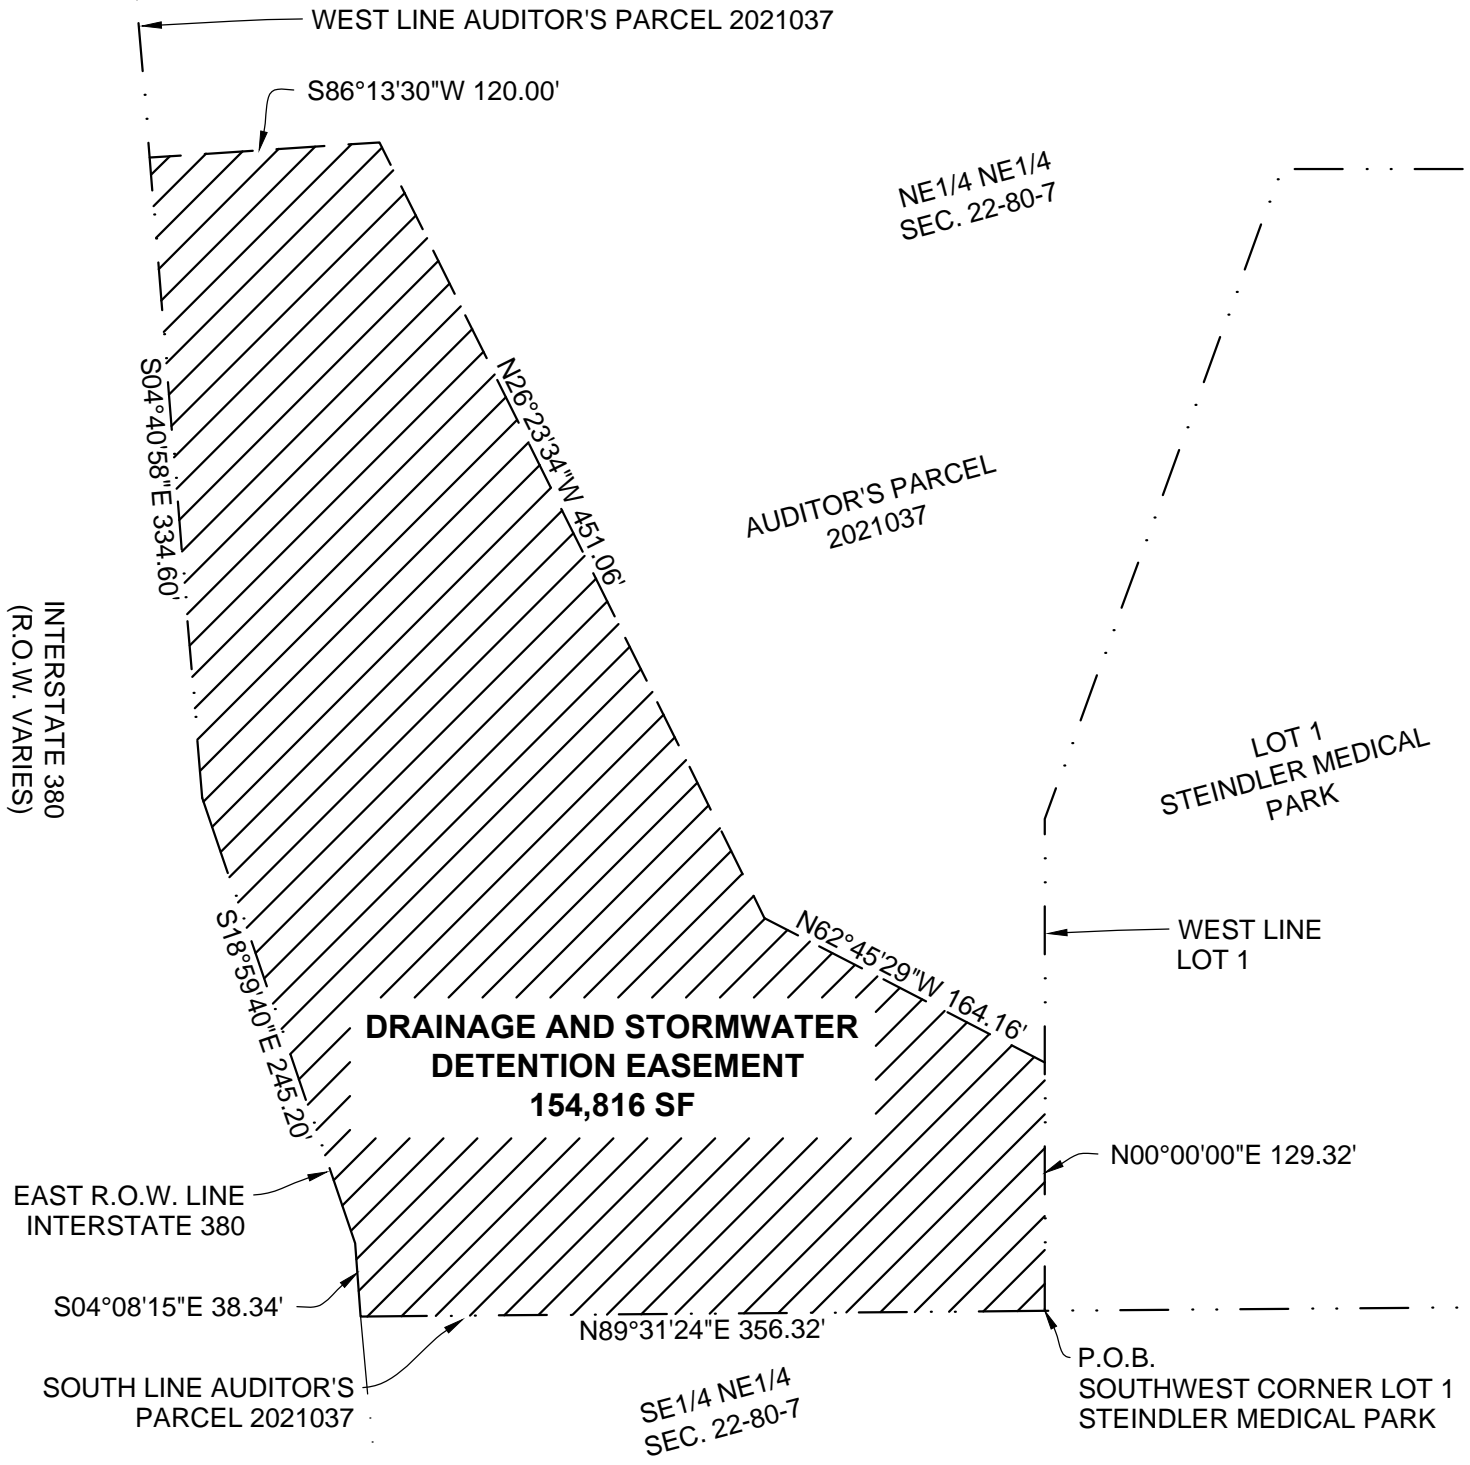 WEST LINE AUDITOR'S PARCEL 2021037
S86°13'30"W 120.00'
NE1/4 NE1/4
SEC. 22-80-7
S04°40'58"E 334.60'
N26°23'34"W 451.06'
AUDITOR'S PARCEL
2021037
INTERSTATE 380
(R.O.W. VARIES)
LOT 1
STEINDLER MEDICAL
PARK
S18°59'40"E 245.20'
N62°45'29"W 164.16'
WEST LINE
LOT 1
DRAINAGE AND STORMWATER
DETENTION EASEMENT
154,816 SF
N00°00'00"E 129.32'
EAST R.O.W. LINE
INTERSTATE 380
S04°08'15"E 38.34'
N89°31'24"E 356.32'
SOUTH LINE AUDITOR'S
PARCEL 2021037
SE1/4 NE1/4
SEC. 22-80-7
P.O.B.
SOUTHWEST CORNER LOT 1
STEINDLER MEDICAL PARK